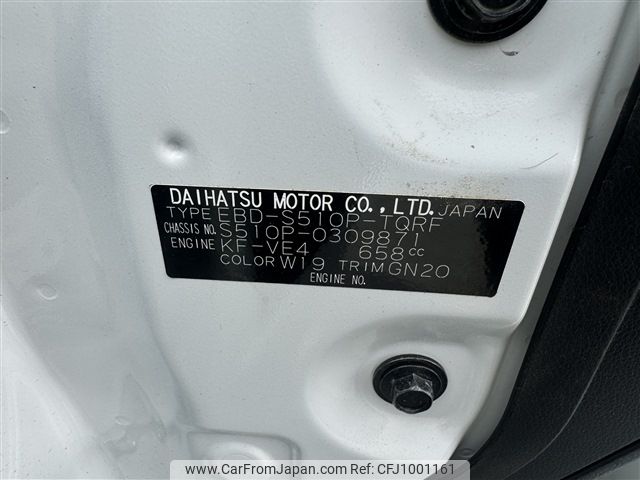 DAIHATSU MOTOR CO.,LTD. JAPAN
TYPE EBD-S510P-TQRF
CHASSIS NO. S510P-0309871
ENGINE KF-VE4 658cc
COLOR W19 TRIM GN20
ENGINE NO.
www.CarFromJapan.com - Ref#CFJ10001161